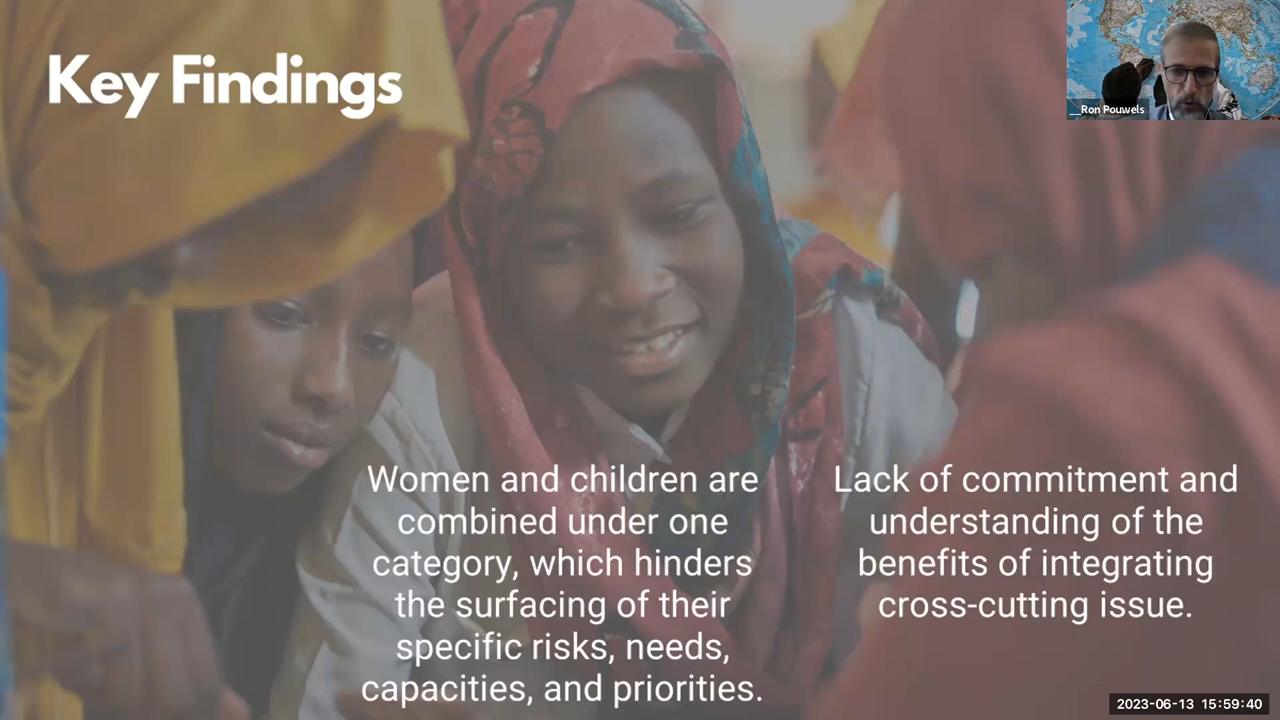 Key Findings
Ron Pouwels
Women and children are
combined under one
category, which hinders
the surfacing of their
specific risks, needs,
capacities, and priorities.
Lack of commitment and
understanding of the
benefits of integrating
cross-cutting issue.
2023-06-13 15:59:40